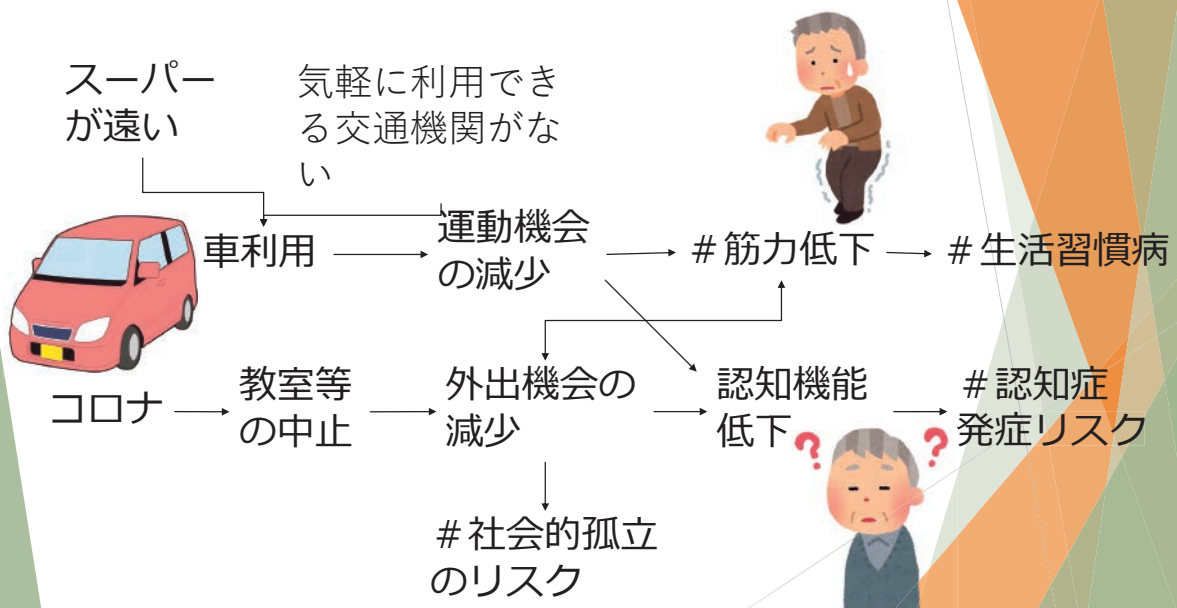 スーパー
が遠い
気軽に利用でき
る交通機関がな
い
車利用
運動機会
の減少
＃筋力低下
＃生活習慣病
コロナ
教室等
の中止
外出機会の
減少
認知機能
低下
＃認知症
発症リスク
＃社会的孤立
のリスク
?
?